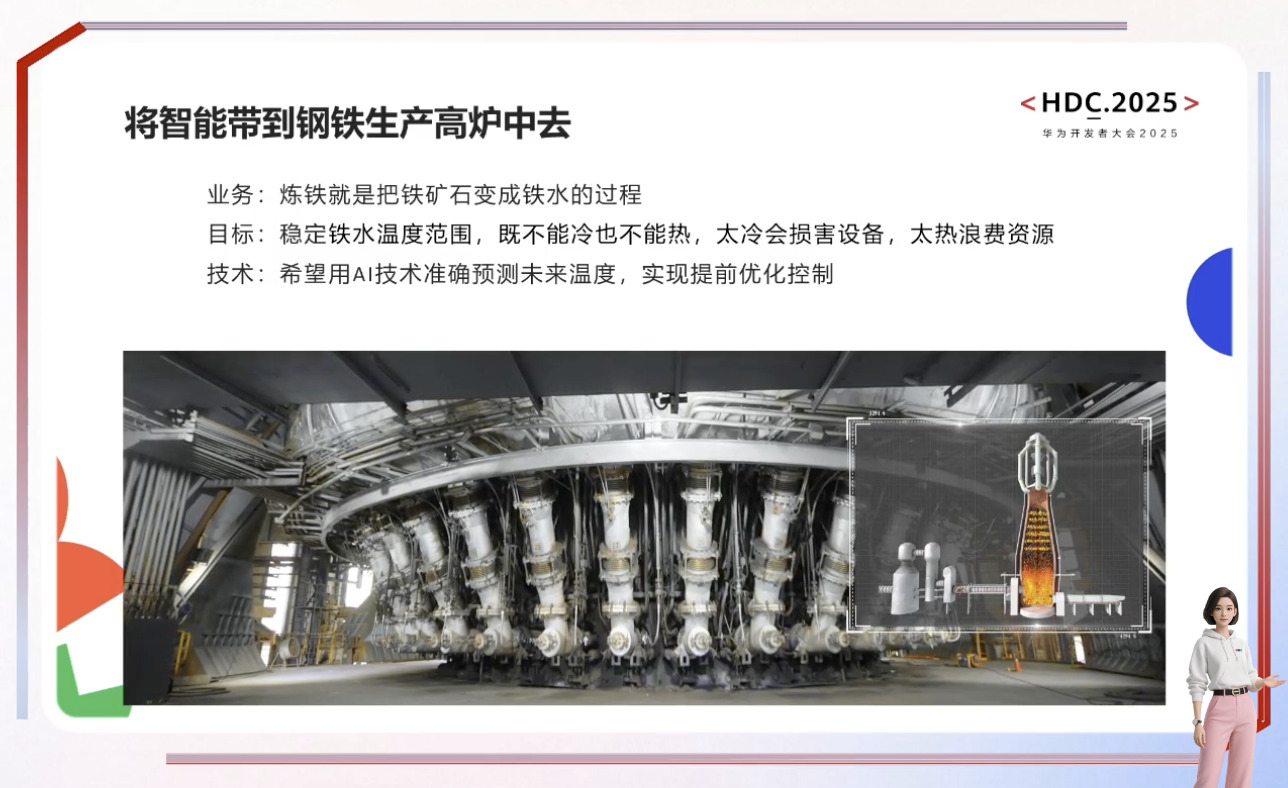 将智能带到钢铁生产高炉中去
<HDC.2025>
华为开发者大会2025
业务：炼铁就是把铁矿石变成铁水的过程
目标：稳定铁水温度范围，既不能冷也不能热，太冷会损害设备，太热浪费资源
技术：希望用AI技术准确预测未来温度，实现提前优化控制